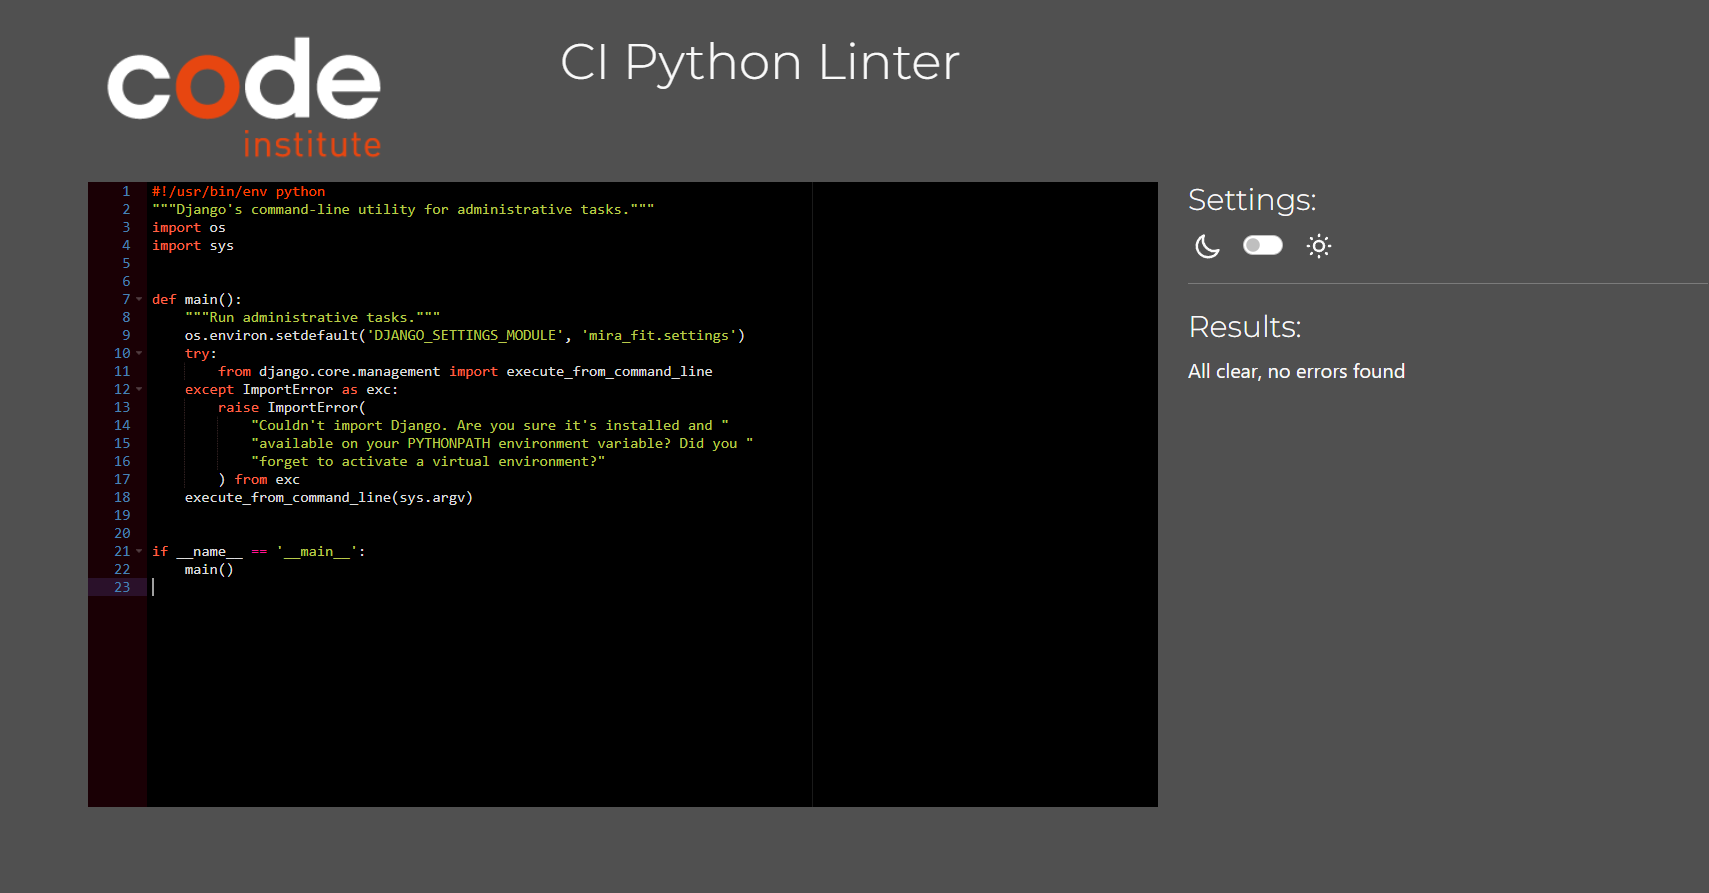 code
institute
CI Python Linter
1 #!/usr/bin/env python
2 """Django's command-line utility for administrative tasks."""
3 import os
4 import sys
5
6
7 def main():
8     """Run administrative tasks."""
9     os.environ.setdefault('DJANGO_SETTINGS_MODULE', 'mira_fit.settings')
10     try:
11         from django.core.management import execute_from_command_line
12     except ImportError as exc:
13         raise ImportError(
14             "Couldn't import Django. Are you sure it's installed and "
15             "available on your PYTHONPATH environment variable? Did you "
16             "forget to activate a virtual environment?"
17         ) from exc
18     execute_from_command_line(sys.argv)
19
20
21 if __name__ == '__main__':
22     main()
23
Settings:
Results:
All clear, no errors found